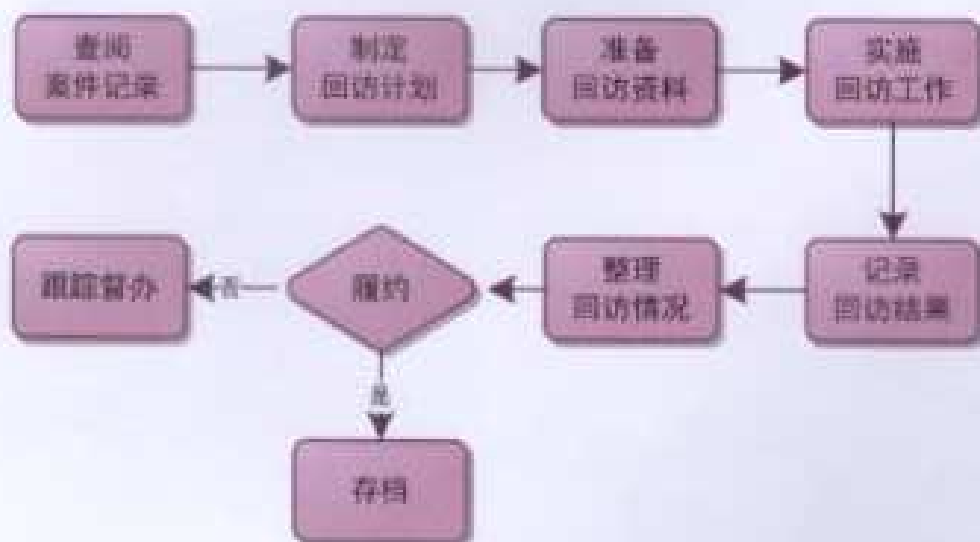 查阅
案件记录
制定
回访计划
准备
回访资料
实施
回访工作
记录
回访结果
整理
回访情况
履约
否
跟踪督办
是
存档